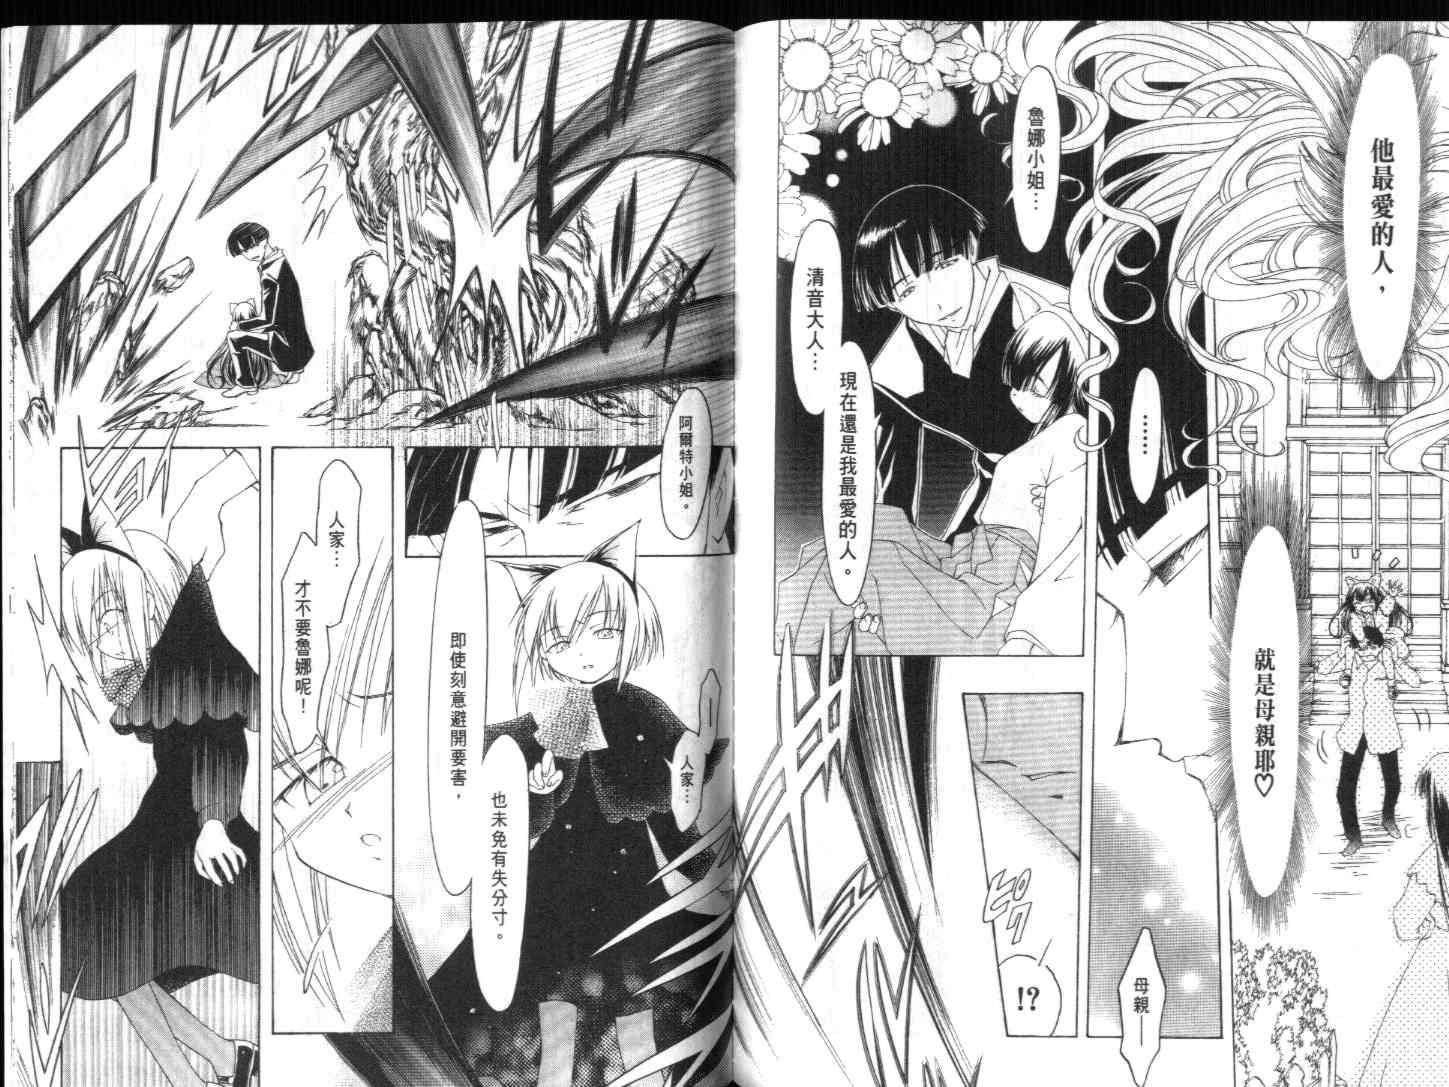 他最愛的人，
就是母親耶♡
魯娜小姐…
清音大人…
現在還是我最愛的人。
……
母親──
ピク
!?
阿爾特小姐。
即使刻意避開要害，
也未免有失分寸。
──
人家…
人家…
才不要魯娜呢！